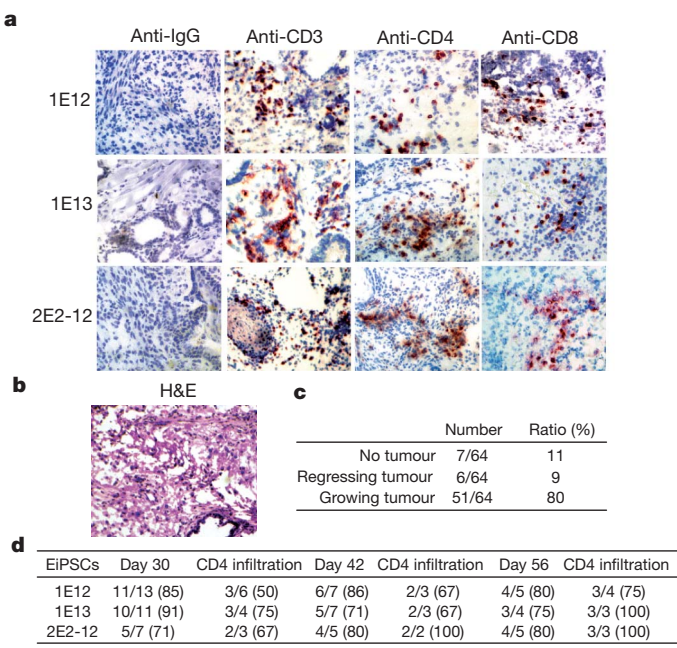 a
Anti-IgG Anti-CD3 Anti-CD4 Anti-CD8
1E12
1E13
2E2-12
b
H&E
c
Number Ratio (%)
No tumour 7/64 11
Regressing tumour 6/64 9
Growing tumour 51/64 80
d
EiPSCs Day 30 CD4 infiltration Day 42 CD4 infiltration Day 56 CD4 infiltration
1E12 11/13 (85) 3/6 (50) 6/7 (86) 2/3 (67) 4/5 (80) 3/4 (75)
1E13 10/11 (91) 3/4 (75) 5/7 (71) 2/3 (67) 3/4 (75) 3/3 (100)
2E2-12 5/7 (71) 2/3 (67) 4/5 (80) 2/2 (100) 4/5 (80) 3/3 (100)